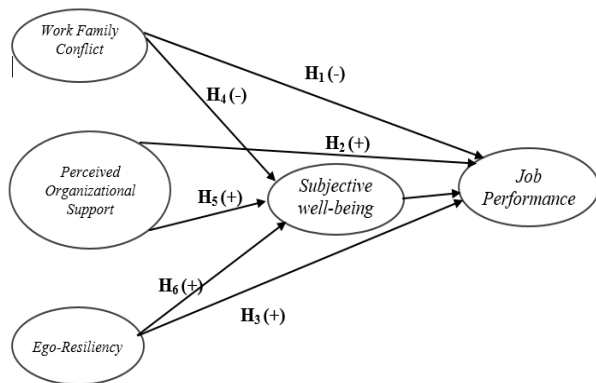 Work Family
Conflict
H₁ (-)
H₄ (-)
H₂ (+)
Perceived
Organizational
Support
Subjective
well-being
Job
Performance
H₅ (+)
H₆ (+)
H₃ (+)
Ego-Resiliency